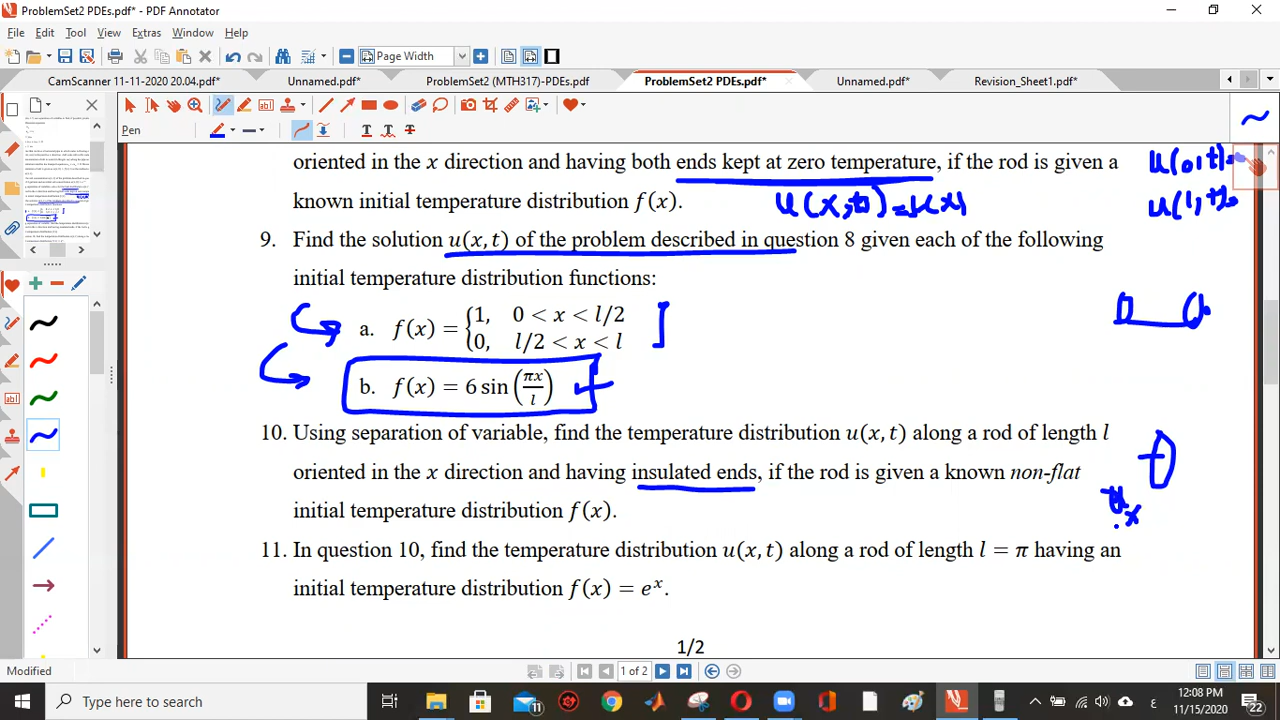 ProblemSet2 PDEs.pdf* - PDF Annotator
File Edit Tool View Extras Window Help
Page Width
CamScanner 11-11-2020 20.04.pdf* Unnamed.pdf* ProblemSet2 (MTH317)-PDEs.pdf ProblemSet2 PDEs.pdf* Unnamed.pdf* Revision_Sheet1.pdf*
Pen
oriented in the x direction and having both ends kept at zero temperature, if the rod is given a
u(0,t)=
known initial temperature distribution f(x).
u(x,t)
u(1,t)
9. Find the solution u(x, t) of the problem described in question 8 given each of the following
initial temperature distribution functions:
a. f(x) = {1, 0 < x < l/2
{0, l/2 < x < l
b. f(x) = 6 sin (πx/l)
10. Using separation of variable, find the temperature distribution u(x, t) along a rod of length l
oriented in the x direction and having insulated ends, if the rod is given a known non-flat
initial temperature distribution f(x).
11. In question 10, find the temperature distribution u(x, t) along a rod of length l = π having an
initial temperature distribution f(x) = eˣ.
1/2
Modified
1 of 2
Type here to search
11
ع
12:08 PM
11/15/2020
22